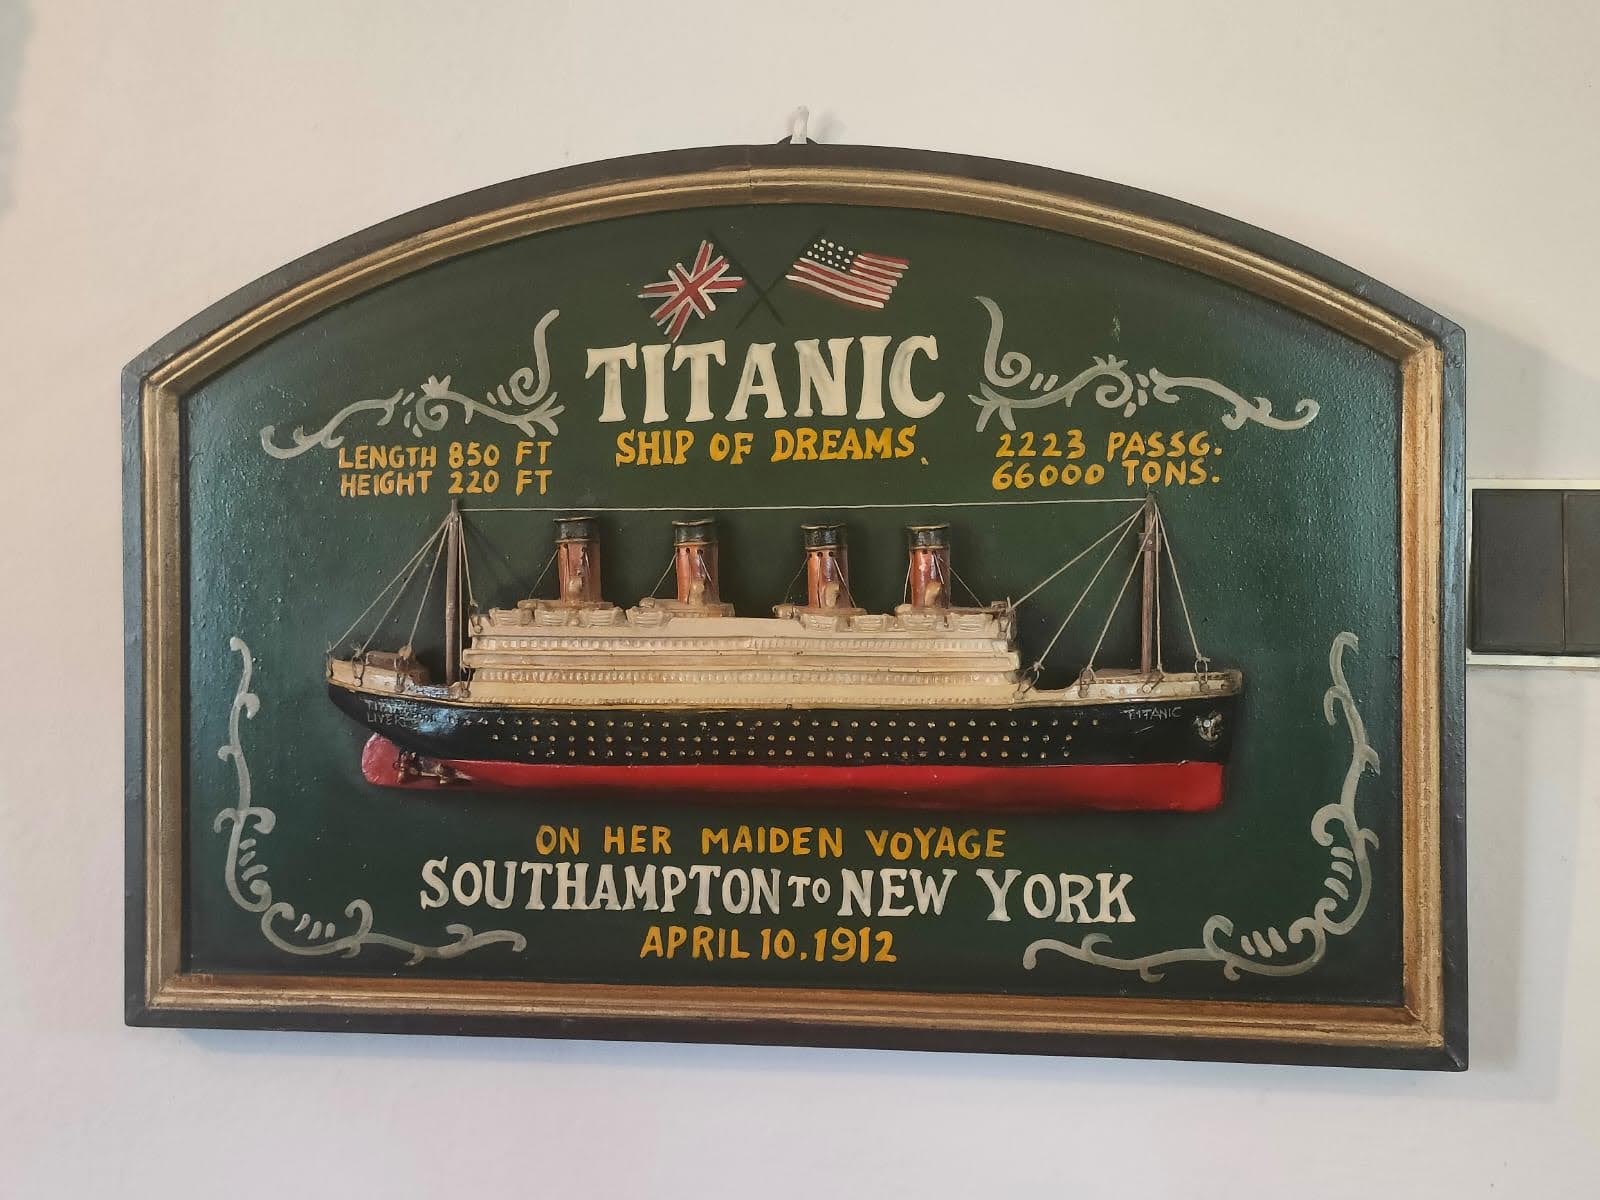 TITANIC
SHIP OF DREAMS.
LENGTH 850 FT
HEIGHT 220 FT
2223 PASSG.
66000 TONS.
TITANIC
TITANIC
ON HER MAIDEN VOYAGE
SOUTHAMPTON TO NEW YORK
APRIL 10.1912